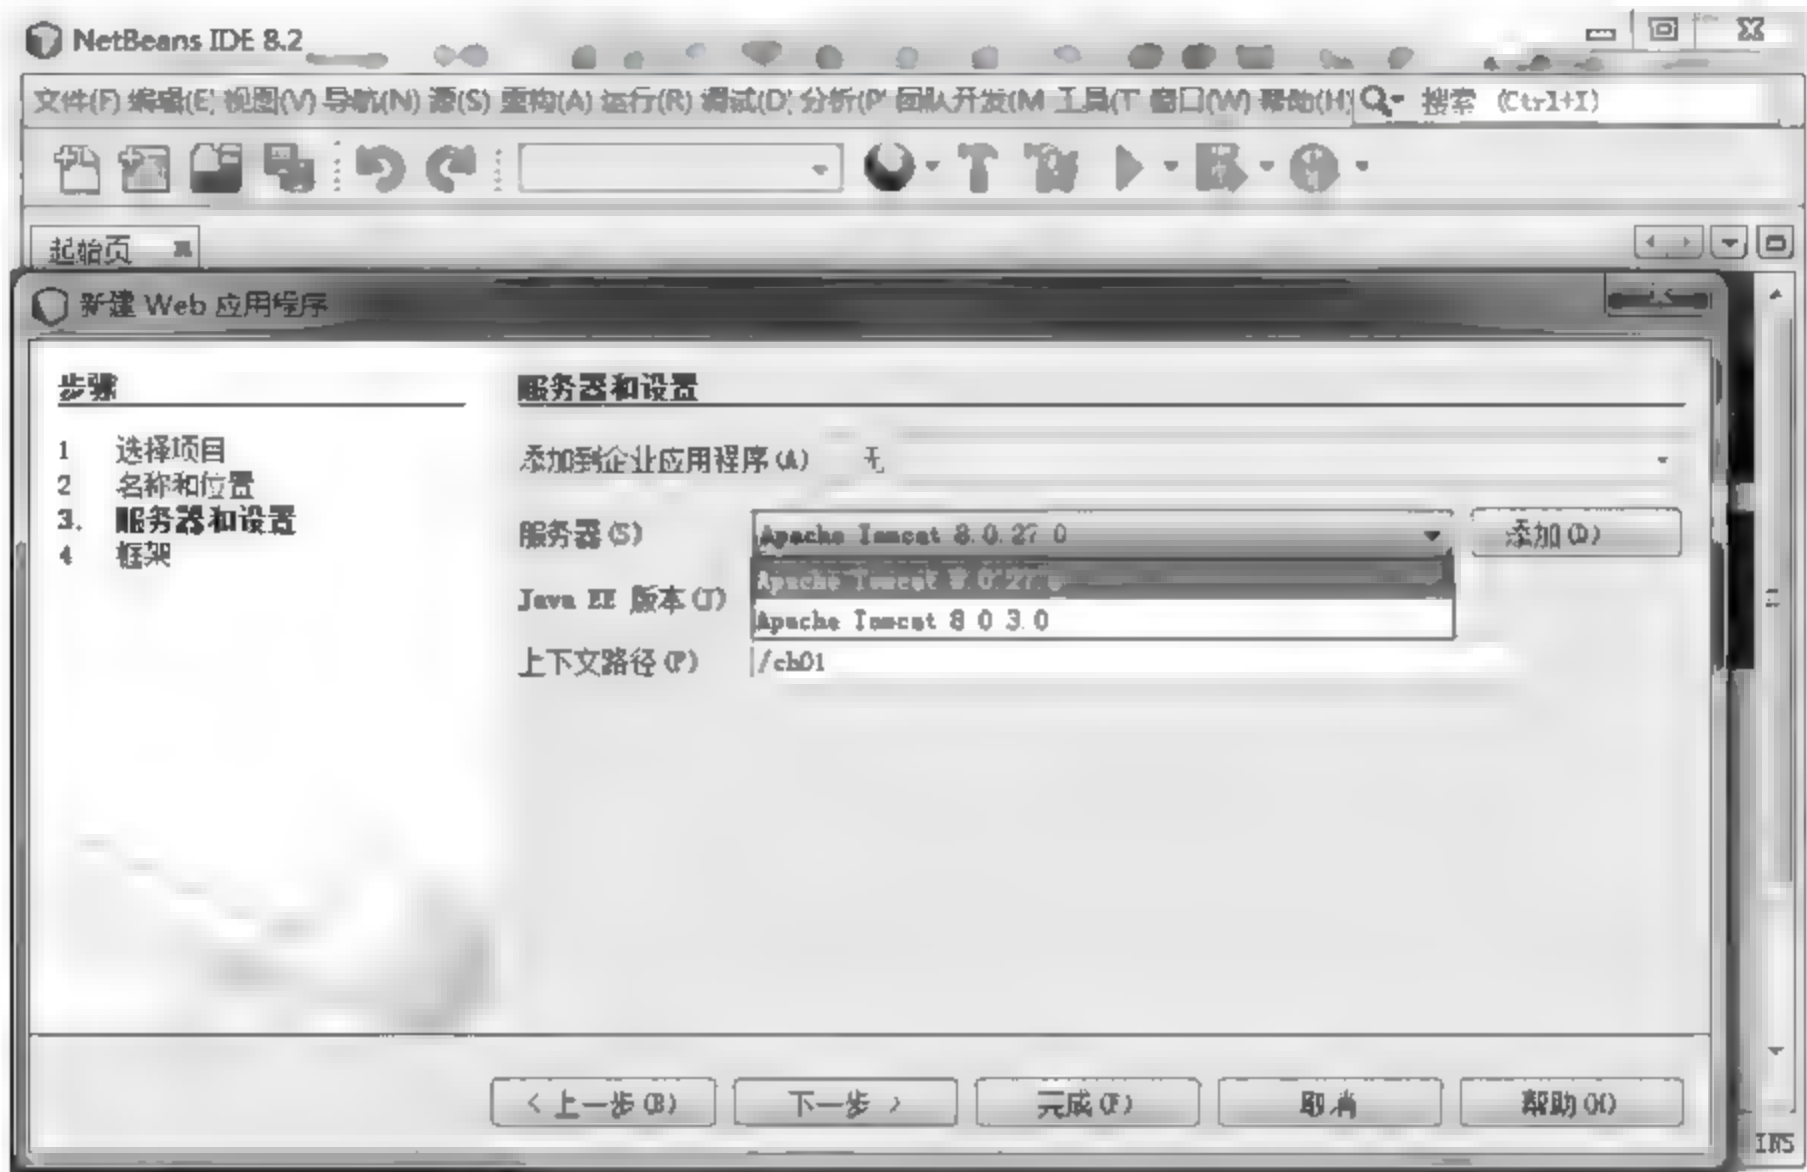 NetBeans IDE 8.2
文件(F) 编辑(E 视图(V) 导航(N) 源(S) 重构(A) 运行(R) 调试(D) 分析(P 团队开发(M 工具(T 窗口(W) 帮助(H) 搜索 (Ctrl+I)
起始页
新建 Web 应用程序
步骤
1 选择项目
2 名称和位置
3. 服务器和设置
4 框架
服务器和设置
添加到企业应用程序(A) 无
服务器(S) Apache Tomcat 8.0.27 0 添加(D)
Apache Tomcat 8.0.27.0
Java EE 版本(J)
Apache Tomcat 8 0 3.0
上下文路径(P) /ch01
< 上一步(B) 下一步 > 完成(F) 取消 帮助(H)
INS